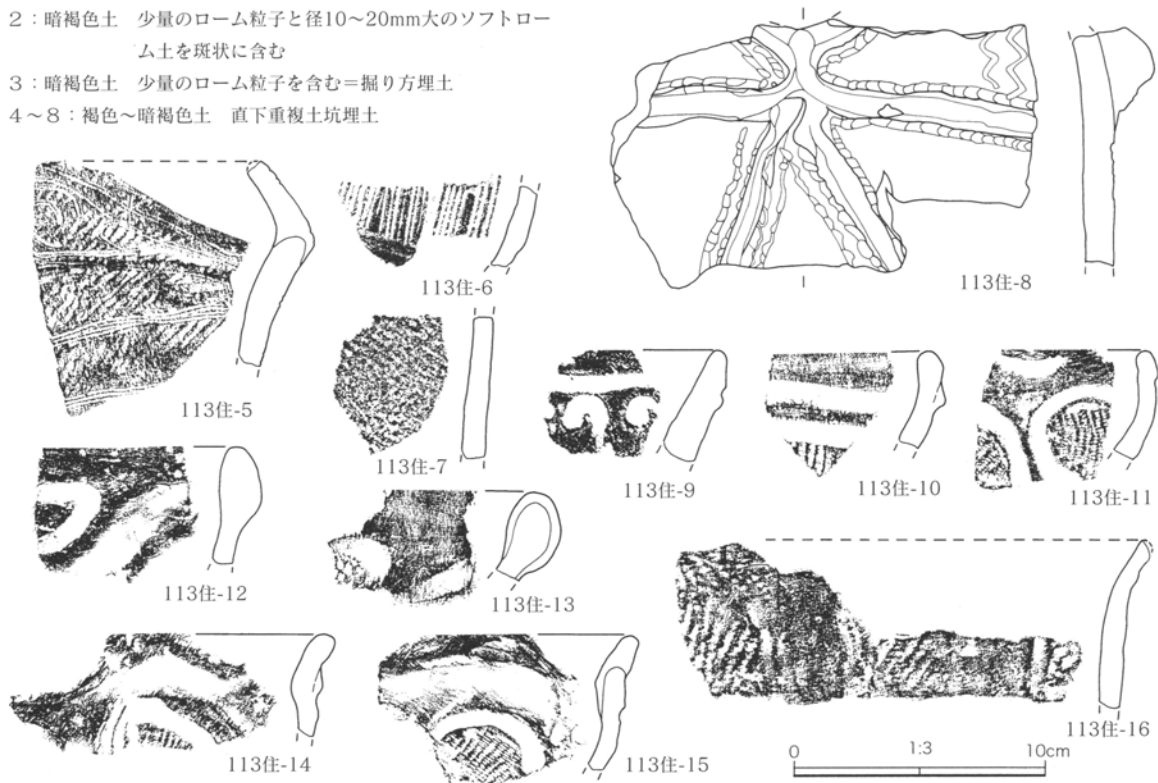 2：暗褐色土　少量のローム粒子と径10～20mm大のソフトロー
ム土を斑状に含む
3：暗褐色土　少量のローム粒子を含む＝掘り方埋土
4～8：褐色～暗褐色土　直下重複土坑埋土
113住-5
113住-6
113住-8
113住-7
113住-9
113住-10
113住-11
113住-12
113住-13
113住-14
113住-15
113住-16
0 1:3 10cm